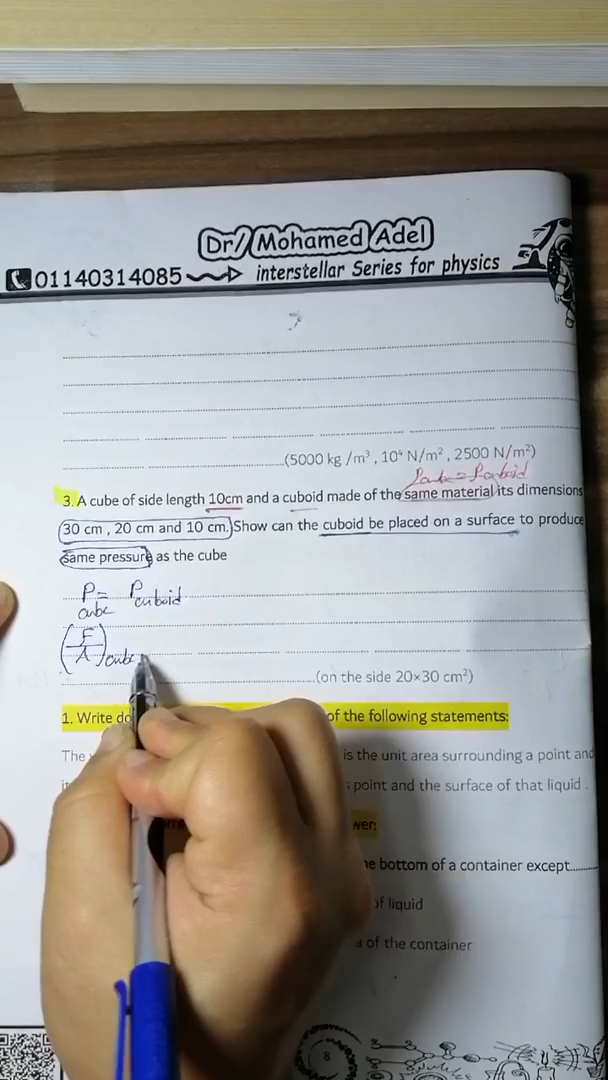 Dr/ Mohamed Adel
01140314085 interstellar Series for physics
(5000 kg /m³ , 10⁴ N/m² , 2500 N/m²)
ρcube = ρcuboid
3. A cube of side length 10cm and a cuboid made of the same material its dimensions
30 cm , 20 cm and 10 cm. Show can the cuboid be placed on a surface to produce
same pressure as the cube
P cube = P cuboid
(F/A) cube
(on the side 20×30 cm²)
1. Write do of the following statements:
The is the unit area surrounding a point and
point and the surface of that liquid .
wer:
bottom of a container except..........
of liquid
of the container
8